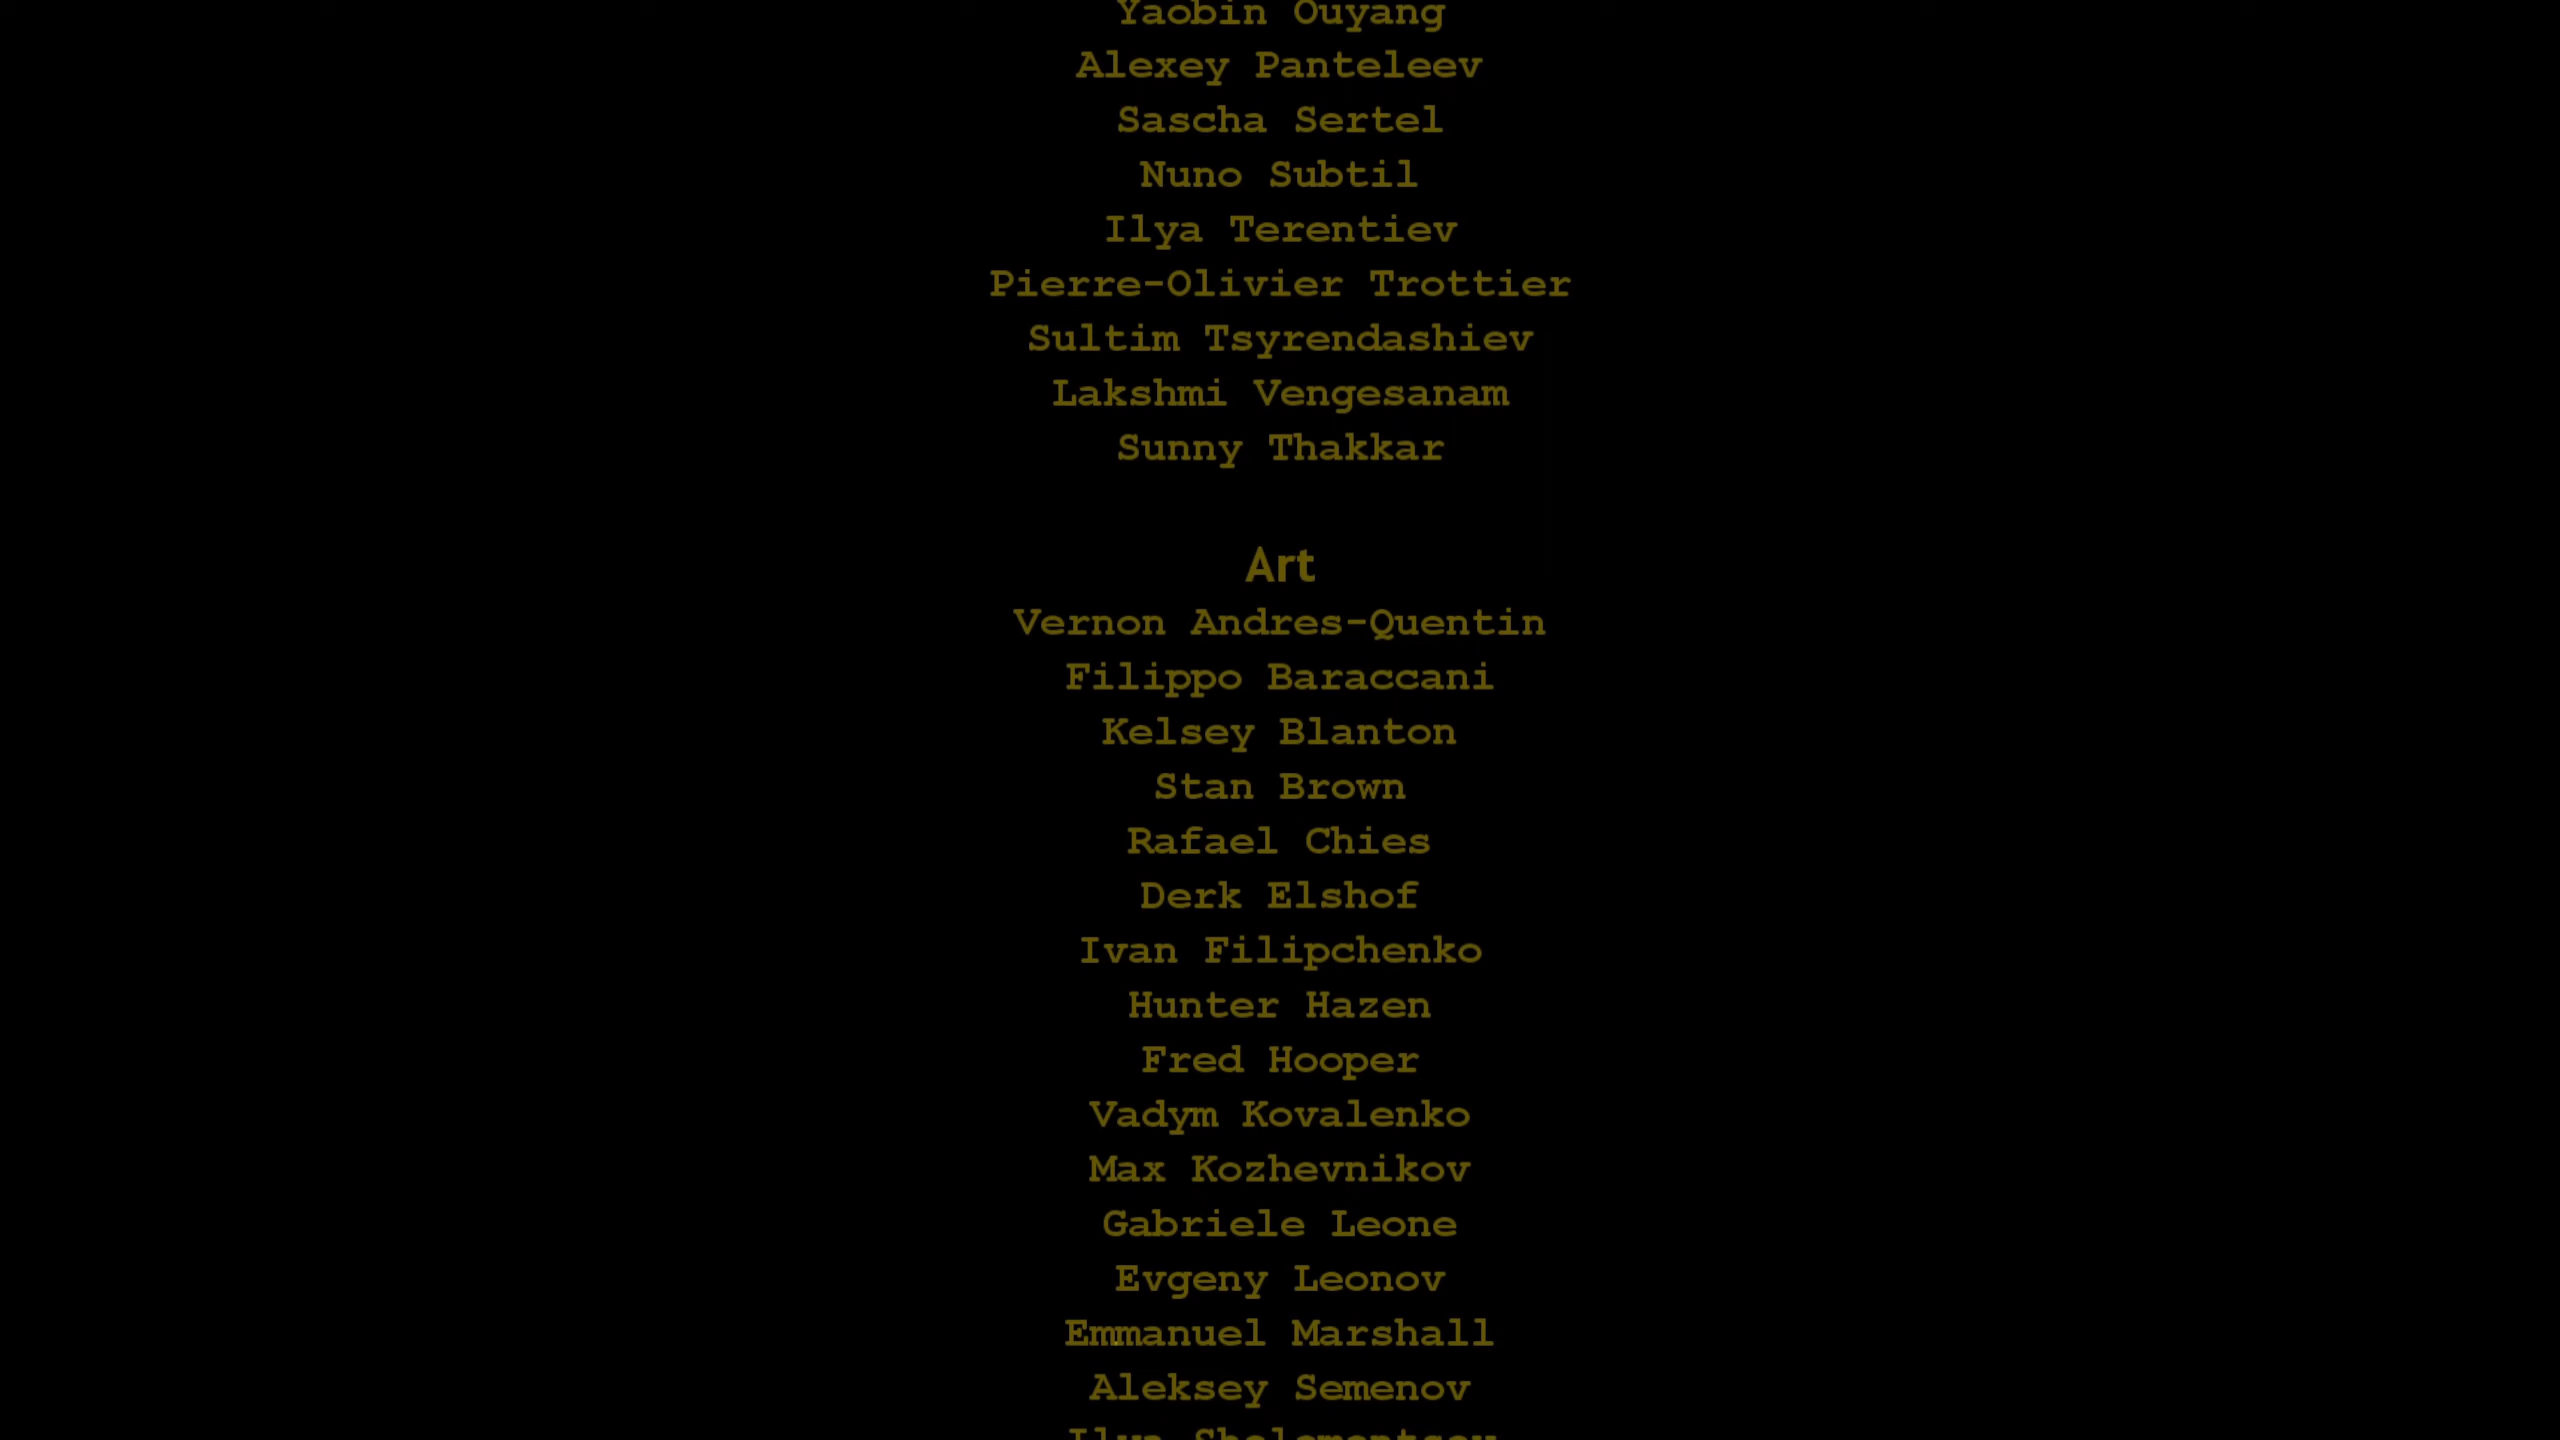 Yaobin Ouyang
Alexey Panteleev
Sascha Sertel
Nuno Subtil
Ilya Terentiev
Pierre-Olivier Trottier
Sultim Tsyrendashiev
Lakshmi Vengesanam
Sunny Thakkar
Art
Vernon Andres-Quentin
Filippo Baraccani
Kelsey Blanton
Stan Brown
Rafael Chies
Derk Elshof
Ivan Filipchenko
Hunter Hazen
Fred Hooper
Vadym Kovalenko
Max Kozhevnikov
Gabriele Leone
Evgeny Leonov
Emmanuel Marshall
Aleksey Semenov
Ilya